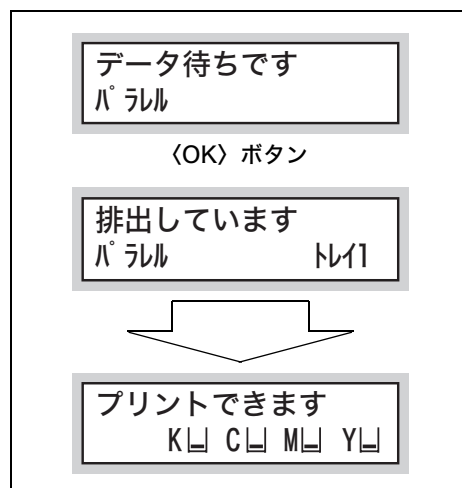 データ待ちです
ﾊﾟﾗﾚﾙ
〈OK〉ボタン
排出しています
ﾊﾟﾗﾚﾙ ﾄﾚｲ1
プリントできます
K C M Y